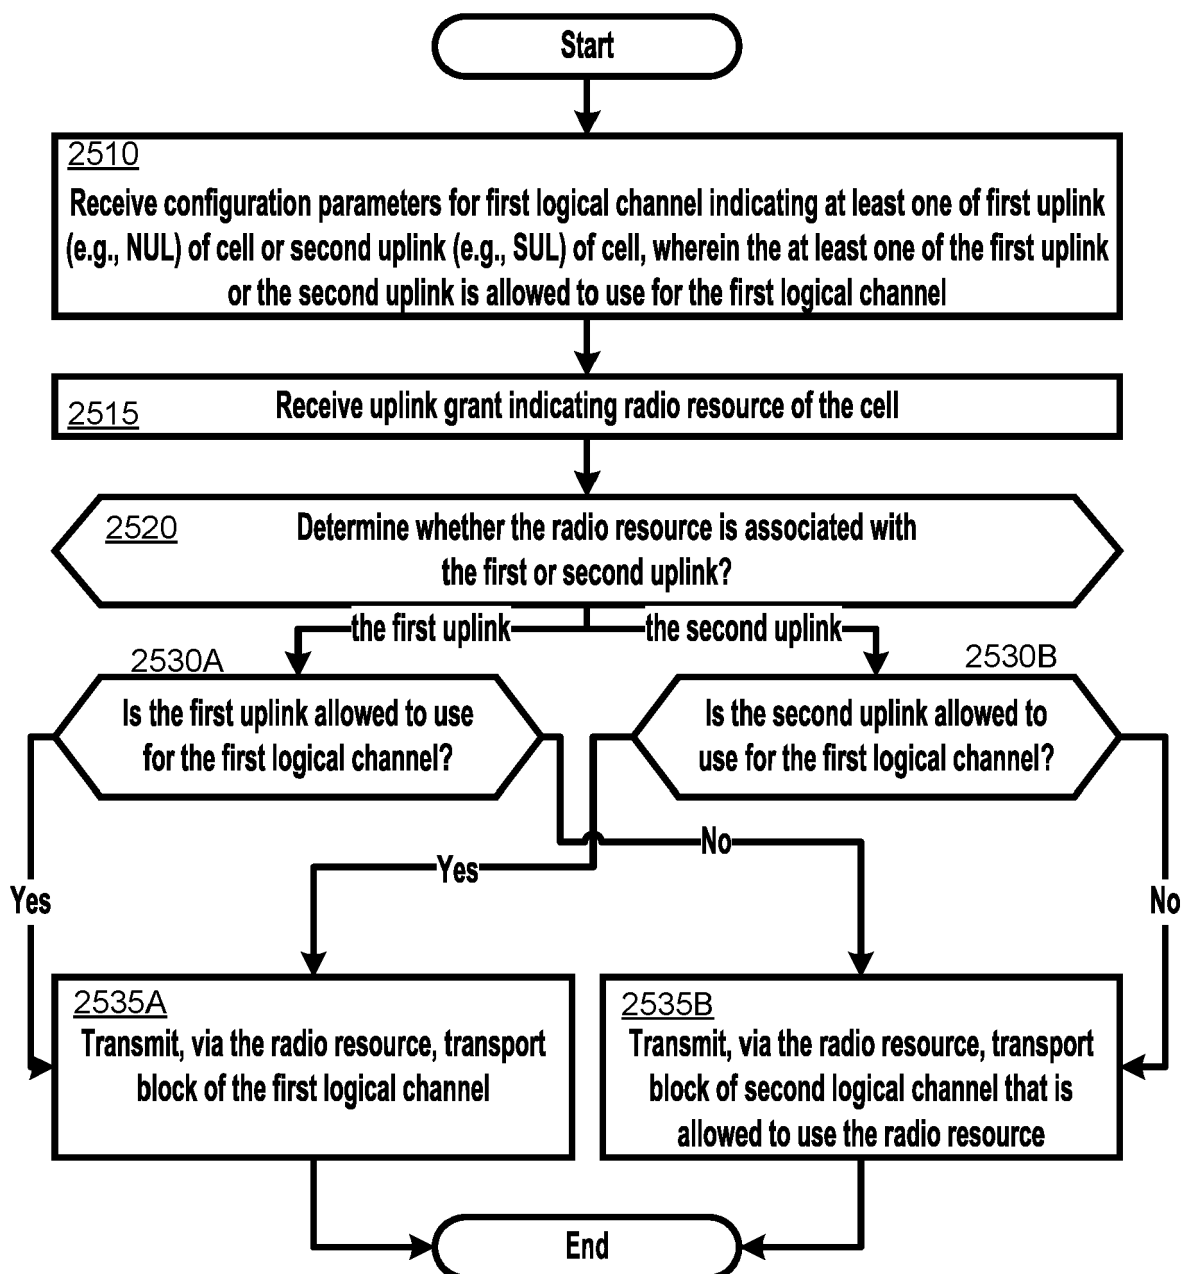 Start
2510
Receive configuration parameters for first logical channel indicating at least one of first uplink
(e.g., NUL) of cell or second uplink (e.g., SUL) of cell, wherein the at least one of the first uplink
or the second uplink is allowed to use for the first logical channel
2515
Receive uplink grant indicating radio resource of the cell
2520
Determine whether the radio resource is associated with
the first or second uplink?
the first uplink
the second uplink
2530A
Is the first uplink allowed to use
for the first logical channel?
2530B
Is the second uplink allowed to
use for the first logical channel?
No
Yes
Yes
No
2535A
Transmit, via the radio resource, transport
block of the first logical channel
2535B
Transmit, via the radio resource, transport
block of second logical channel that is
allowed to use the radio resource
End